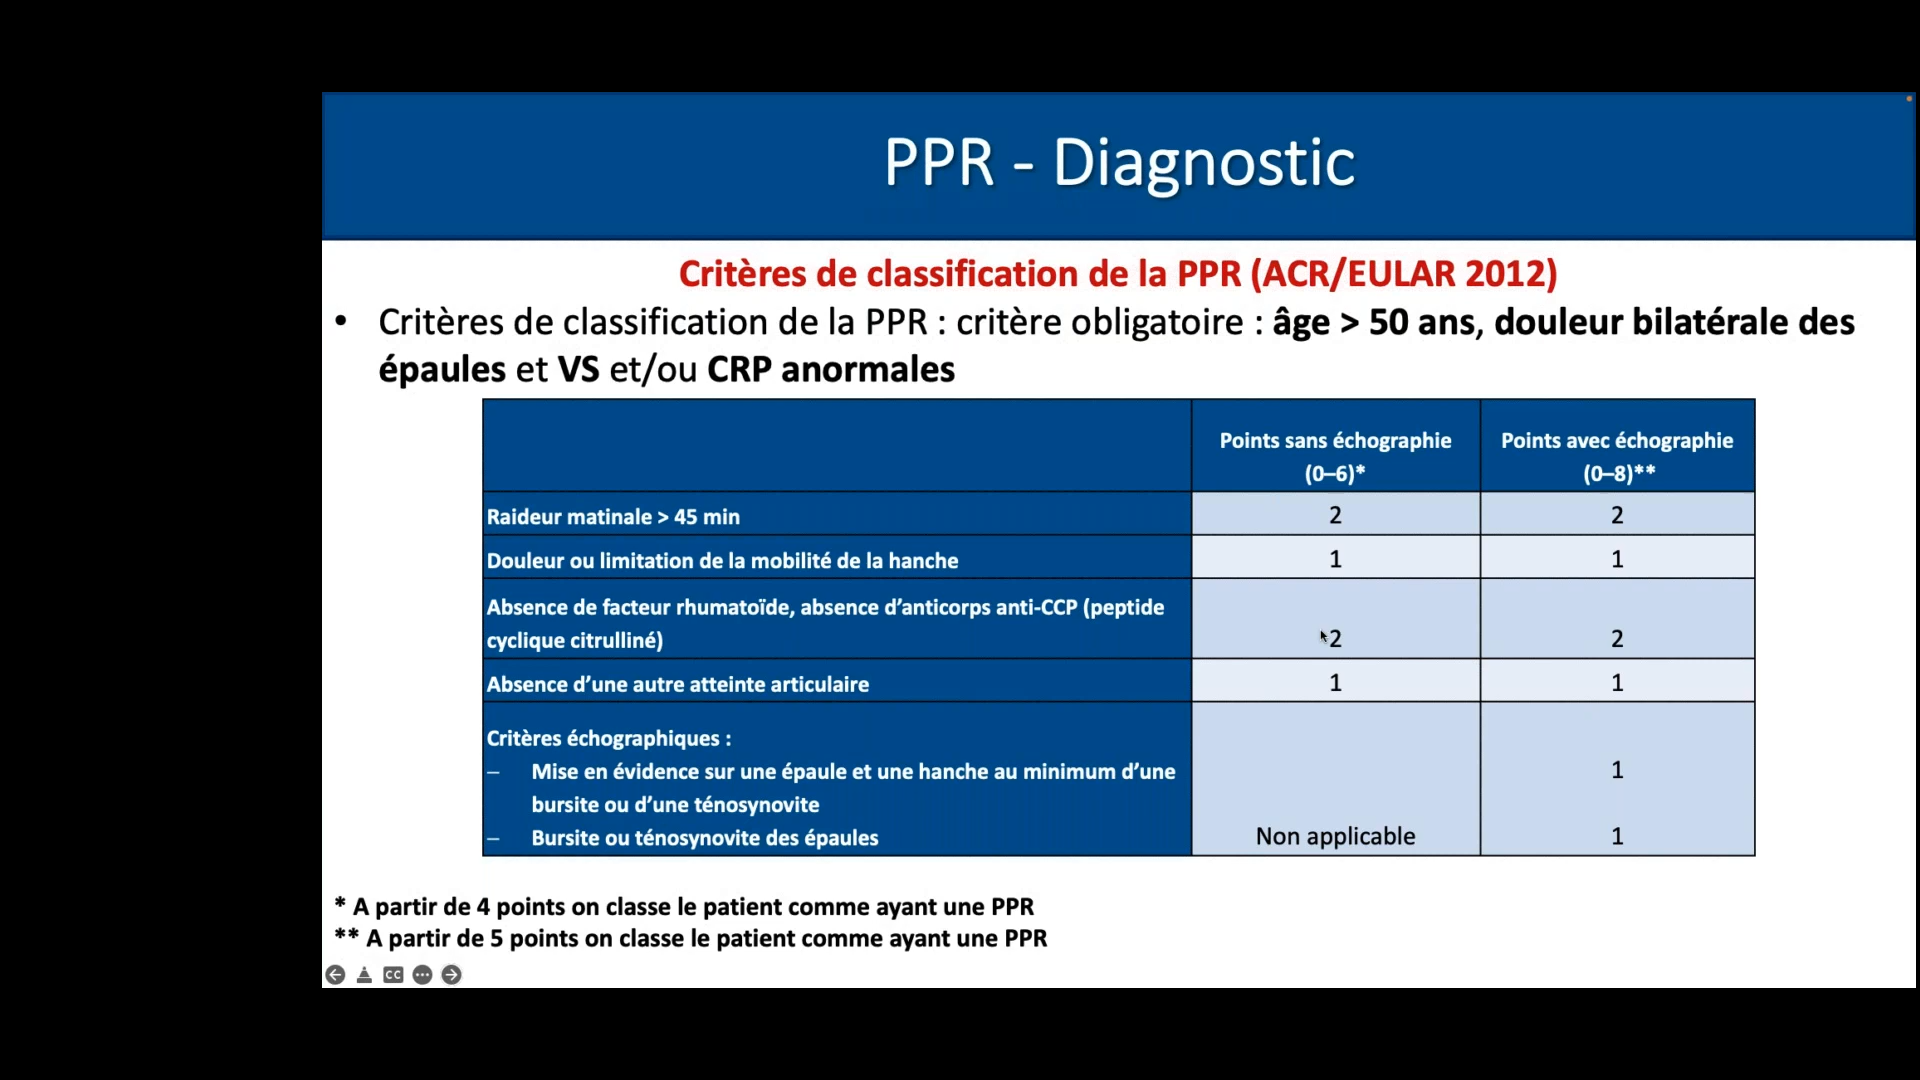 PPR - Diagnostic
Critères de classification de la PPR (ACR/EULAR 2012)
• Critères de classification de la PPR : critère obligatoire : âge > 50 ans, douleur bilatérale des
épaules et VS et/ou CRP anormales
Points sans échographie
(0–6)*
Points avec échographie
(0–8)**
Raideur matinale > 45 min
2
2
Douleur ou limitation de la mobilité de la hanche
1
1
Absence de facteur rhumatoïde, absence d’anticorps anti-CCP (peptide
cyclique citrulliné)
2
2
Absence d’une autre atteinte articulaire
1
1
Critères échographiques :
– Mise en évidence sur une épaule et une hanche au minimum d’une
bursite ou d’une ténosynovite
1
– Bursite ou ténosynovite des épaules
Non applicable
1
* A partir de 4 points on classe le patient comme ayant une PPR
** A partir de 5 points on classe le patient comme ayant une PPR
CC